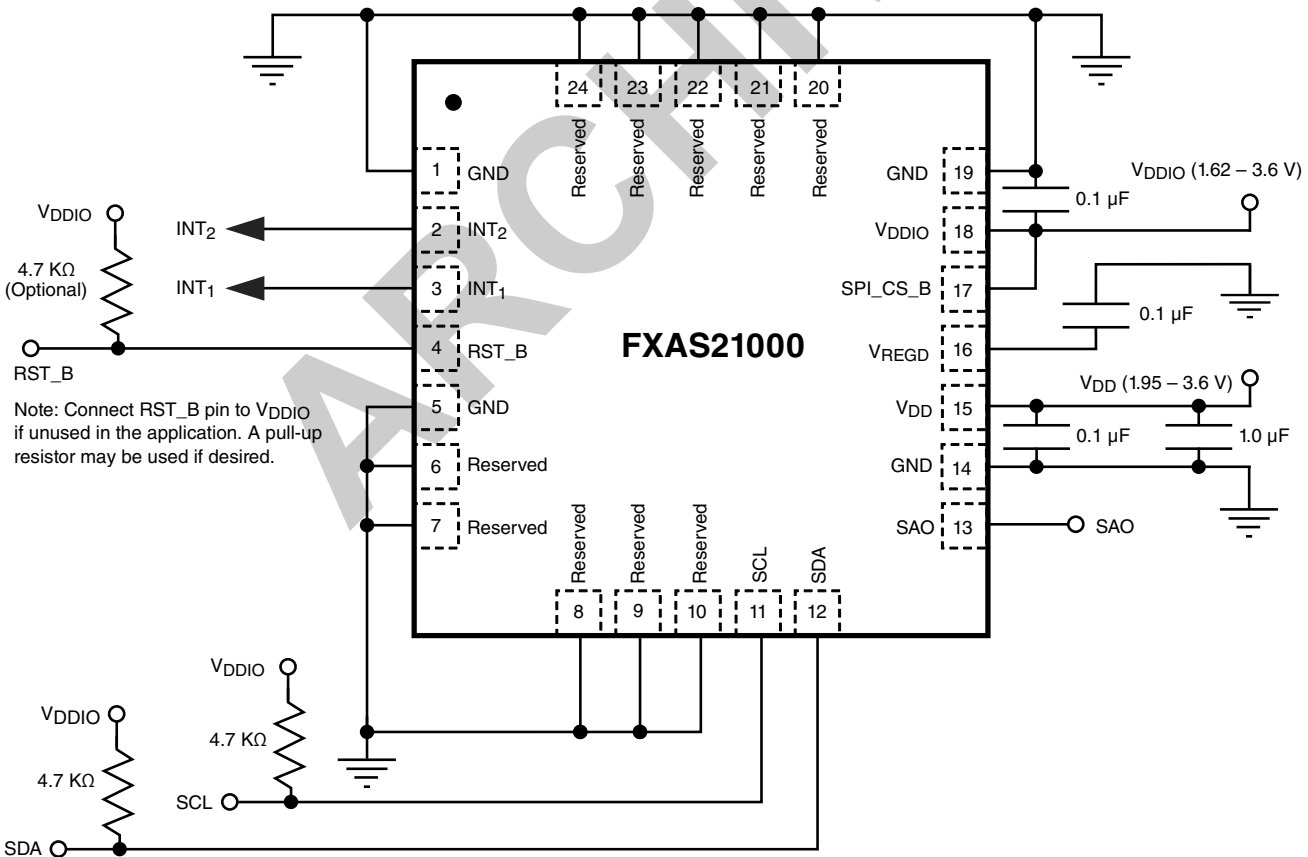 24 23 22 21 20
Reserved Reserved Reserved Reserved Reserved
1 GND
GND 19
VDDIO (1.62 – 3.6 V)
0.1 µF
VDDIO
INT2
2 INT2
VDDIO 18
4.7 KΩ
(Optional)
INT1
3 INT1
SPI_CS_B 17
0.1 µF
FXAS21000
4 RST_B
VREGD 16
RST_B
VDD (1.95 – 3.6 V)
Note: Connect RST_B pin to VDDIO
if unused in the application. A pull-up
resistor may be used if desired.
5 GND
VDD 15
0.1 µF
1.0 µF
6 Reserved
GND 14
7 Reserved
SAO 13
SAO
Reserved Reserved Reserved SCL SDA
8 9 10 11 12
VDDIO
4.7 KΩ
SCL
VDDIO
4.7 KΩ
SDA
ARCHI